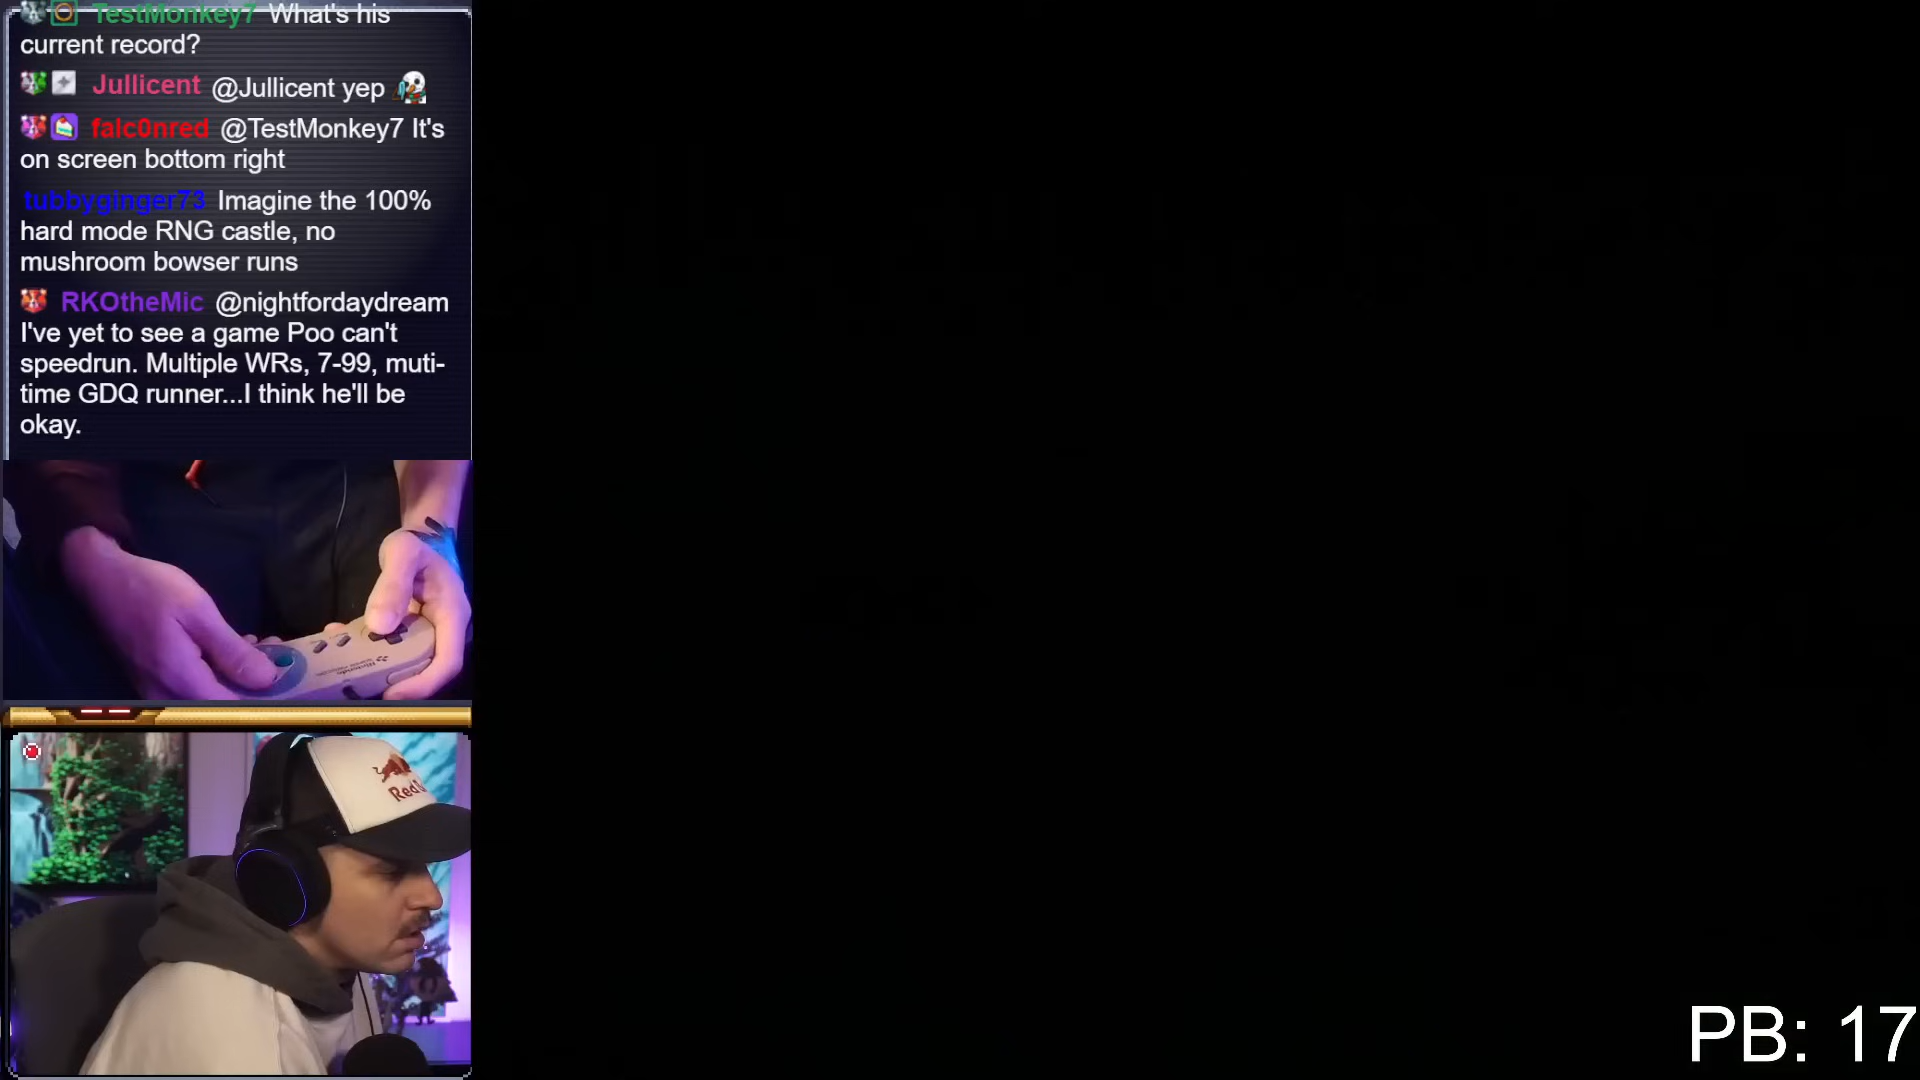 TestMonkey7 What's his
current record?
Jullicent @Jullicent yep
falc0nred @TestMonkey7 It's
on screen bottom right
tubbyginger73 Imagine the 100%
hard mode RNG castle, no
mushroom bowser runs
RKOtheMic @nightfordaydream
I've yet to see a game Poo can't
speedrun. Multiple WRs, 7-99, muti-
time GDQ runner...I think he'll be
okay.
PB: 17